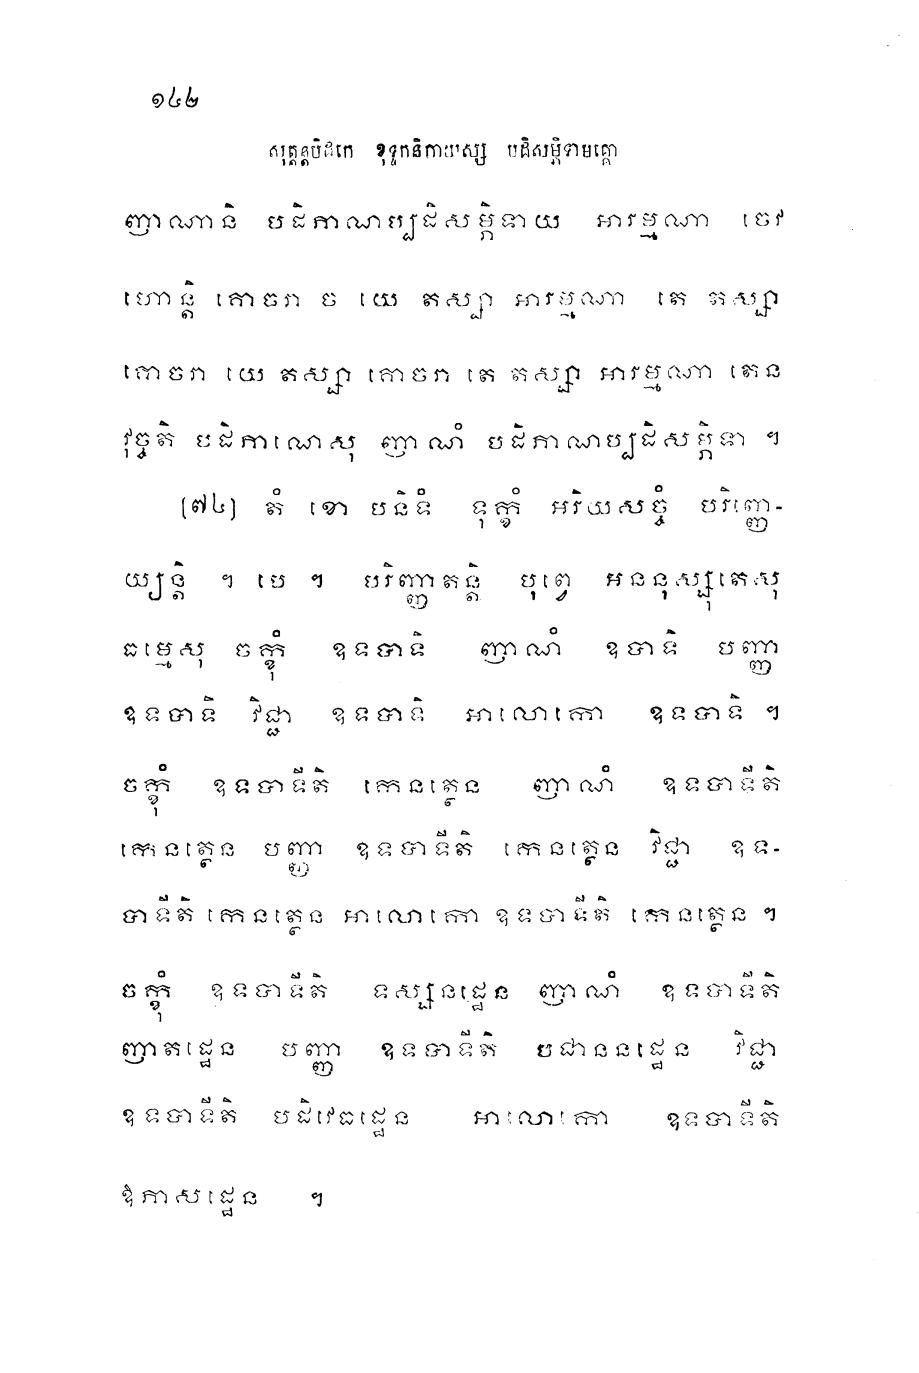 ១៤២
សុត្តន្តបិដកេ ខុទ្ទកនិកាយស្ស បដិសម្ភិទាមគ្គោ
ញាណានិ បដិភាណប្បដិសម្ភិទាយ អារម្មណា ចេវ
ហោន្តិ គោចរា ច យេ តស្សា អារម្មណា តេ តស្សា
គោចរា យេ តស្សា គោចរា តេ តស្សា អារម្មណា តេន
វុច្ចតិ បដិភាណេសុ ញាណំ បដិភាណប្បដិសម្ភិទា ។
[៧៤] តំ ខោ បនិទំ ទុក្ខំ អរិយសច្ចំ បរិញ្ញេ-
យ្យន្តិ ។ បេ ។ បរិញ្ញាតន្តិ បុព្វេ អននុស្សុតេសុ
ធម្មេសុ ចក្ខុំ ឧទបាទិ ញាណំ ឧបាទិ បញ្ញា
ឧទបាទិ វិជ្ជា ឧទបាទិ អាលោកោ ឧទបាទិ ។
ចក្ខុំ ឧទបាទីតិ កេនត្ថេន ញាណំ ឧទបាទីតិ
កេនត្ថេន បញ្ញា ឧទបាទីតិ កេនត្ថេន វិជ្ជា ឧទ-
បាទីតិ កេនត្ថេន អាលោកោ ឧទបាទីតិ កេនត្ថេន ។
ចក្ខុំ ឧទបាទីតិ ទស្សនដ្ឋេន ញាណំ ឧទបាទីតិ
ញាតដ្ឋេន បញ្ញា ឧទបាទីតិ បជាននដ្ឋេន វិជ្ជា
ឧទបាទីតិ បដិវេធដ្ឋេន អាលោកោ ឧទបាទីតិ
ឱភាសដ្ឋេន ។